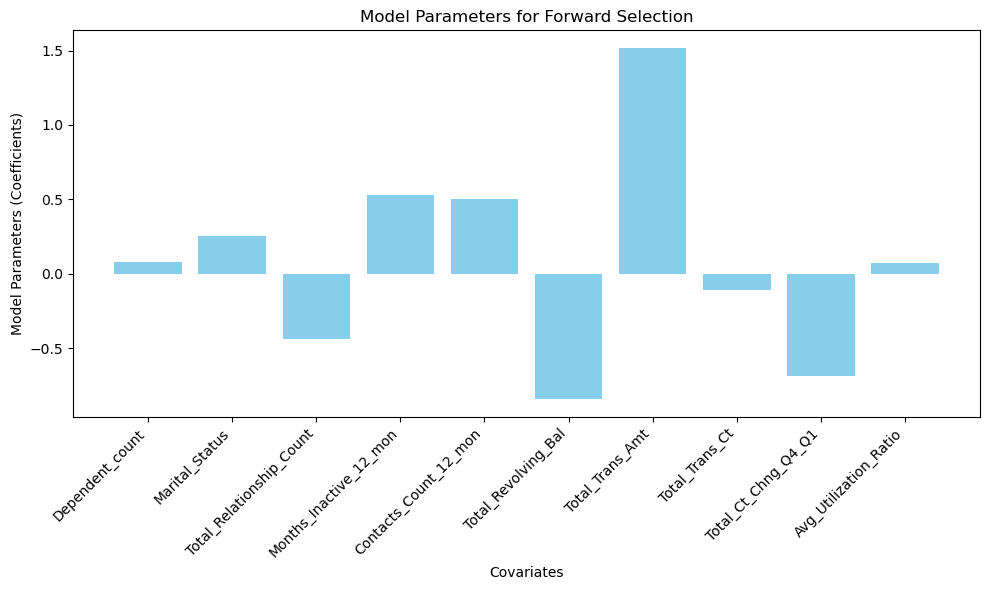 Model Parameters for Forward Selection
Model Parameters (Coefficients)
1.5
1.0
0.5
0.0
−0.5
Dependent_count
Marital_Status
Total_Relationship_Count
Months_Inactive_12_mon
Contacts_Count_12_mon
Total_Revolving_Bal
Total_Trans_Amt
Total_Trans_Ct
Total_Ct_Chng_Q4_Q1
Avg_Utilization_Ratio
Covariates